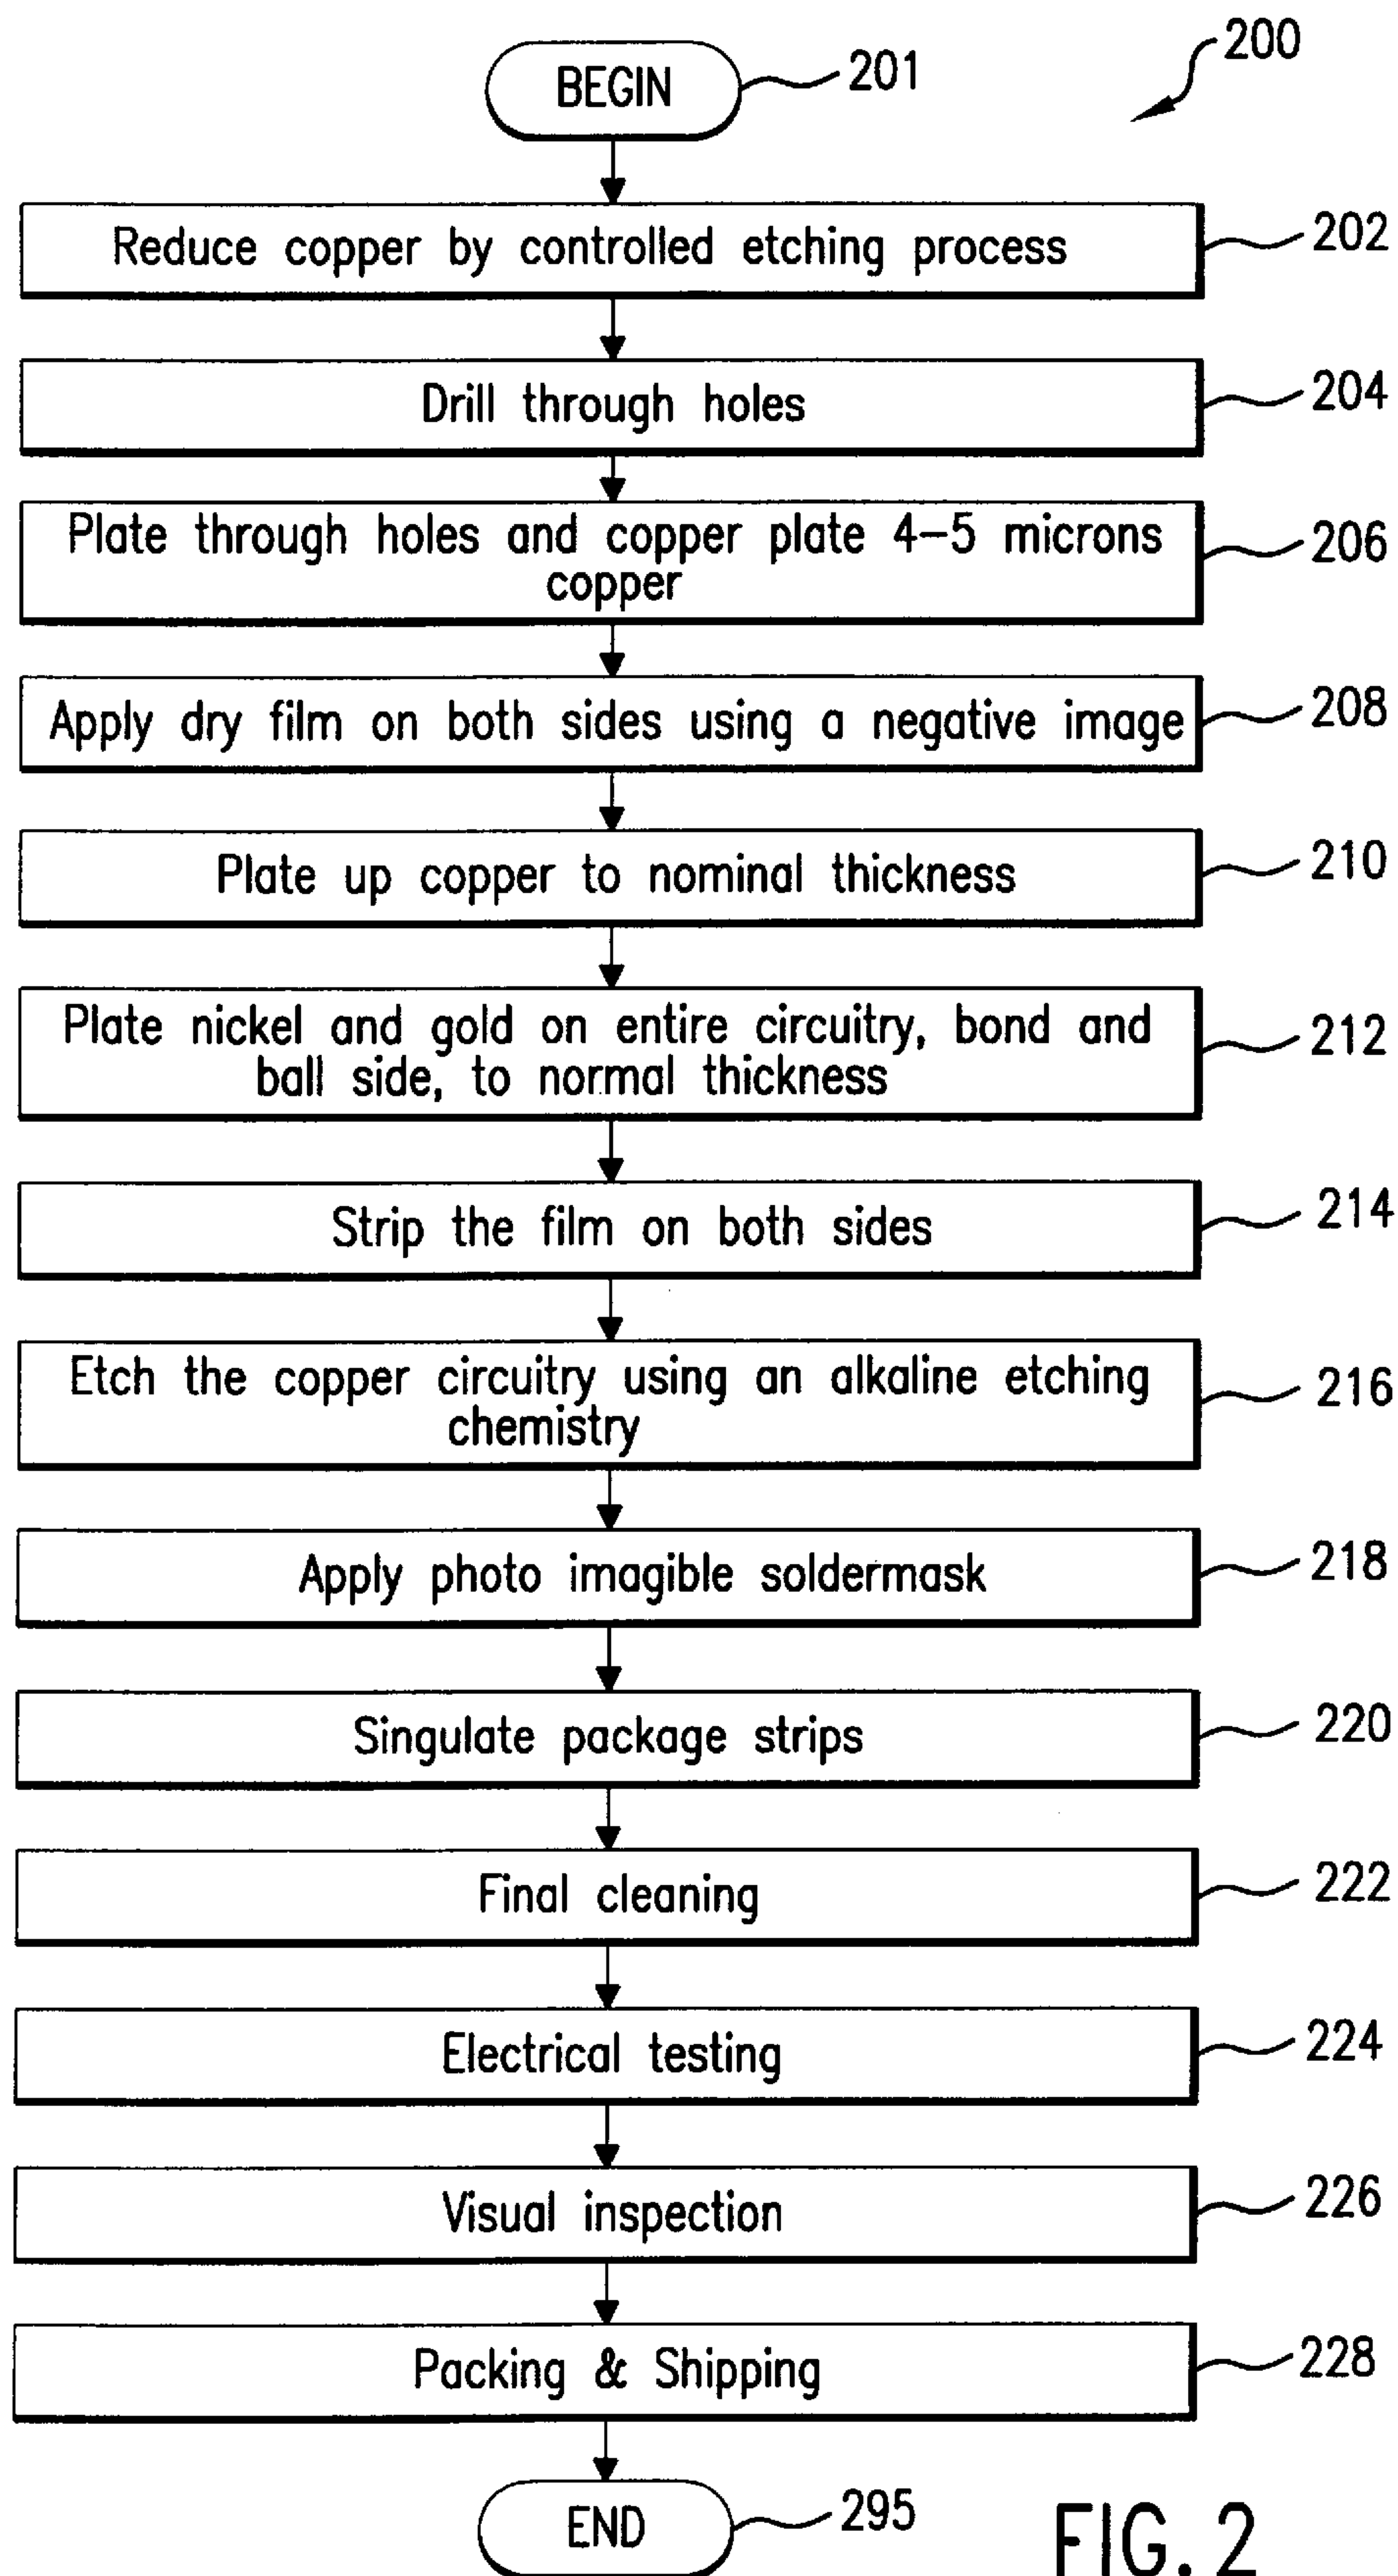 200
BEGIN 201
Reduce copper by controlled etching process 202
Drill through holes 204
Plate through holes and copper plate 4-5 microns
copper 206
Apply dry film on both sides using a negative image 208
Plate up copper to nominal thickness 210
Plate nickel and gold on entire circuitry, bond and
ball side, to normal thickness 212
Strip the film on both sides 214
Etch the copper circuitry using an alkaline etching
chemistry 216
Apply photo imagible soldermask 218
Singulate package strips 220
Final cleaning 222
Electrical testing 224
Visual inspection 226
Packing & Shipping 228
END 295
FIG. 2